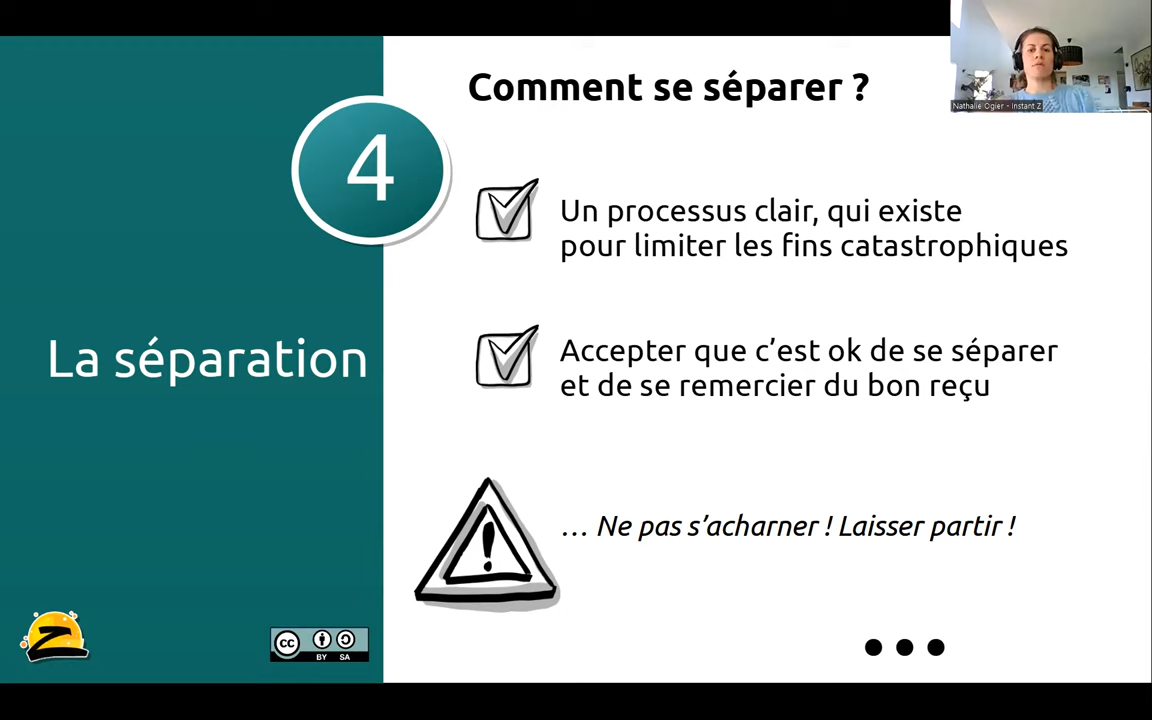 Comment se séparer ?
Nathalie Ogier - Instant Z
4
Un processus clair, qui existe
pour limiter les fins catastrophiques
La séparation
Accepter que c’est ok de se séparer
et de se remercier du bon reçu
… Ne pas s’acharner ! Laisser partir !
Z
cc
BY SA